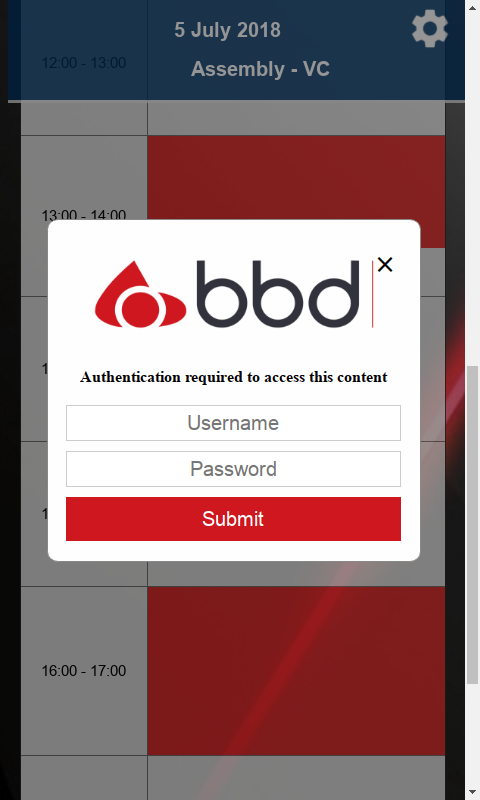 5 July 2018
Assembly - VC
12:00 - 13:00
13:00 - 14:00
bbd
×
Authentication required to access this content
Username
Password
Submit
16:00 - 17:00